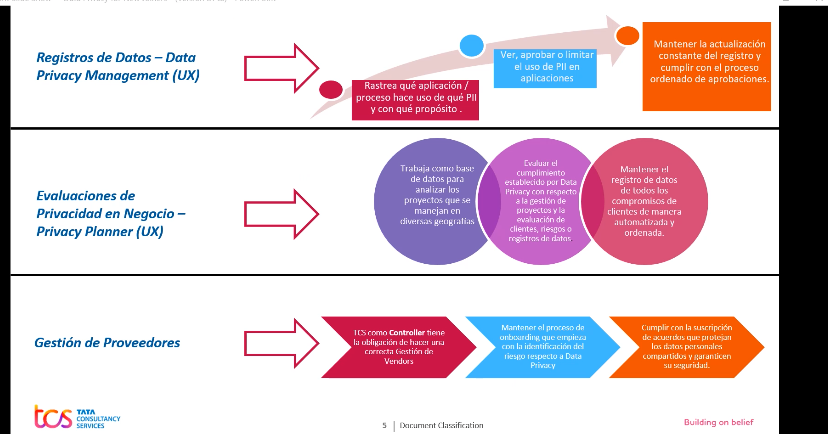 Registros de Datos – Data
Privacy Management (UX)
Rastrea qué aplicación /
proceso hace uso de qué PII
y con qué propósito .
Ver, aprobar o limitar
el uso de PII en
aplicaciones
Mantener la actualización
constante del registro y
cumplir con el proceso
ordenado de aprobaciones.
Evaluaciones de
Privacidad en Negocio –
Privacy Planner (UX)
Trabaja como base
de datos para
analizar los
proyectos que se
manejan en
diversas geografías
Evaluar el
cumplimiento
establecido por Data
Privacy con respecto
a la gestión de
proyectos y la
evaluación de
clientes, riesgos o
registros de datos.
Mantener el
registro de datos
de todos los
compromisos de
clientes de manera
automatizada y
ordenada.
Gestión de Proveedores
TCS como Controller tiene
la obligación de hacer una
correcta Gestión de
Vendors
Mantener el proceso de
onboarding que empieza
con la identificación del
riesgo respecto a Data
Privacy
Cumplir con la suscripción
de acuerdos que protejan
los datos personales
compartidos y garanticen
su seguridad.
tcs
TATA
CONSULTANCY
SERVICES
5 | Document Classification
Building on belief